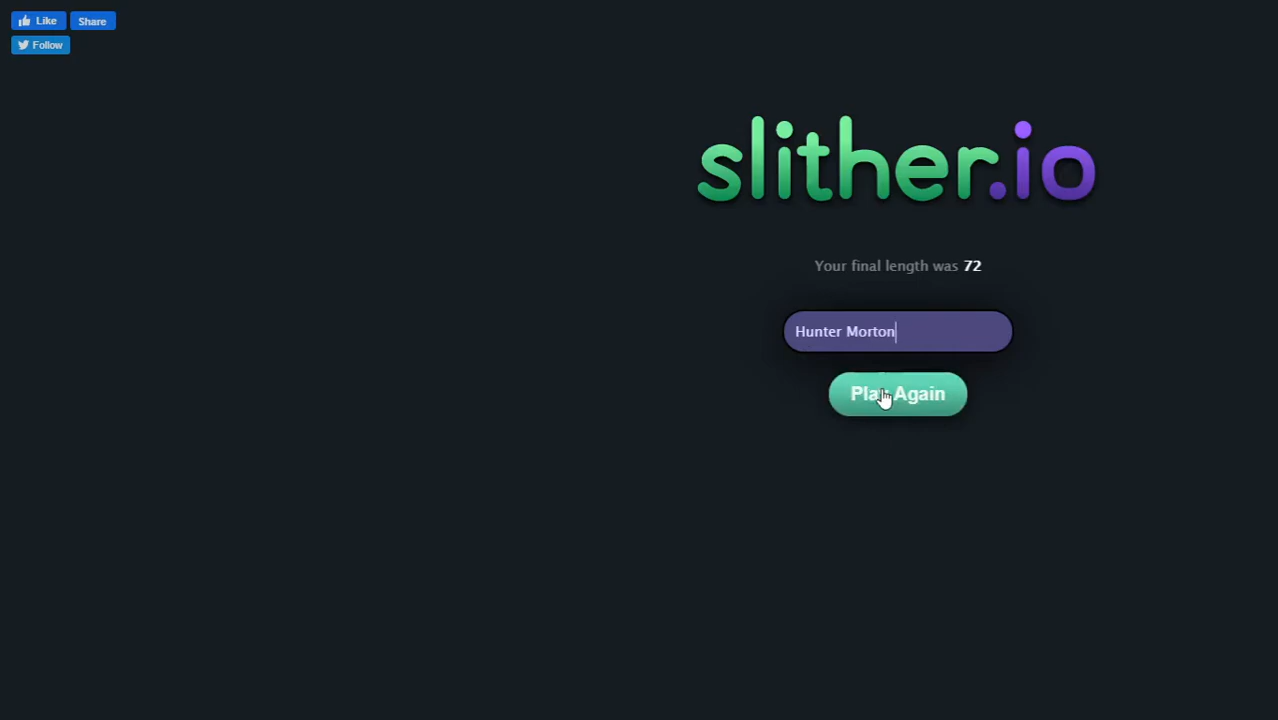 Like Share
Follow
slither.io
Your final length was 72
Hunter Morton
Play Again